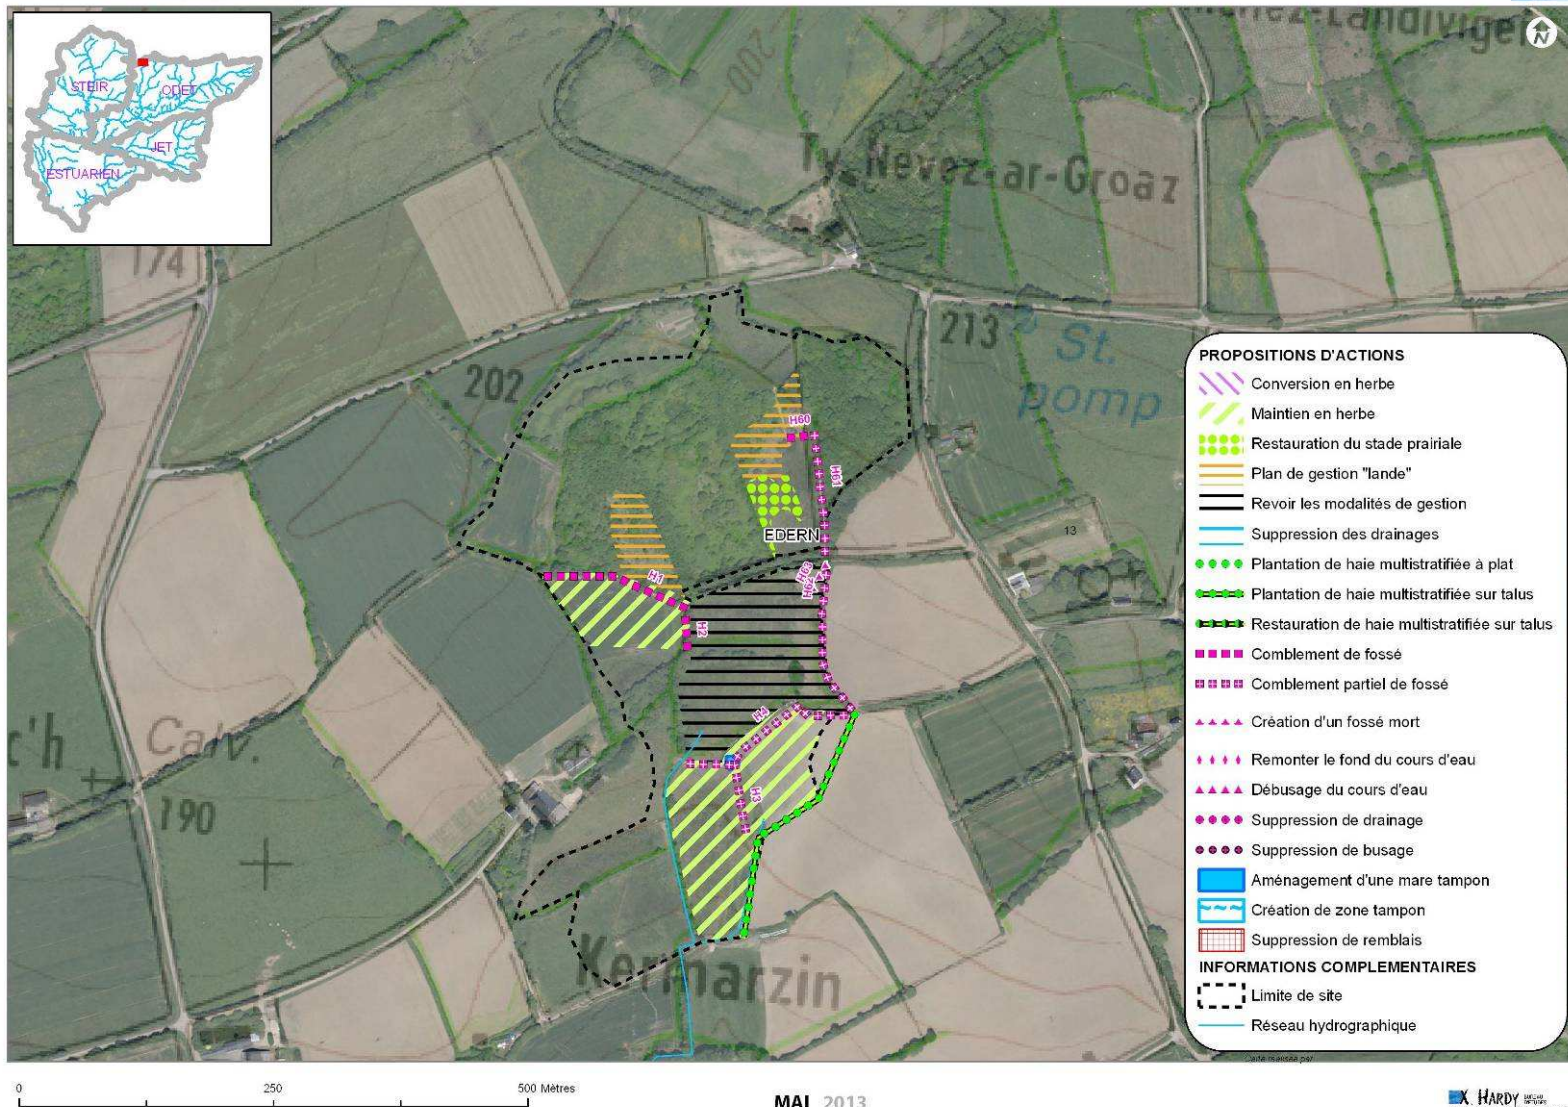 STEIR
ODET
JET
ESTUARIEN
N
200
Ty Nevez-ar-Groaz
174
202
213
St.
pomp
H60
H61
EDERN
13
H1
H2
H63
H4
H3
Calv.
c'h
190
Kermarzin
PROPOSITIONS D'ACTIONS
Conversion en herbe
Maintien en herbe
Restauration du stade prairiale
Plan de gestion "lande"
Revoir les modalités de gestion
Suppression des drainages
Plantation de haie multistratifiée à plat
Plantation de haie multistratifiée sur talus
Restauration de haie multistratifiée sur talus
Comblement de fossé
Comblement partiel de fossé
Création d'un fossé mort
Remonter le fond du cours d'eau
Débusage du cours d'eau
Suppression de drainage
Suppression de busage
Aménagement d'une mare tampon
Création de zone tampon
Suppression de remblais
INFORMATIONS COMPLEMENTAIRES
Limite de site
Réseau hydrographique
Carte réalisée par
0 250 500 Mètres
MAI 2013
X. HARDY